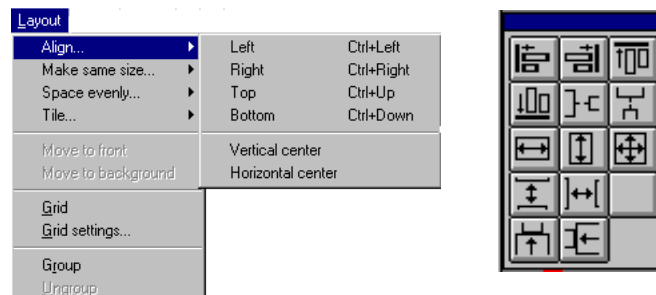 Layout
Align...
Make same size...
Space evenly...
Tile...
Move to front
Move to background
Grid
Grid settings...
Group
Ungroup
Left Ctrl+Left
Right Ctrl+Right
Top Ctrl+Up
Bottom Ctrl+Down
Vertical center
Horizontal center